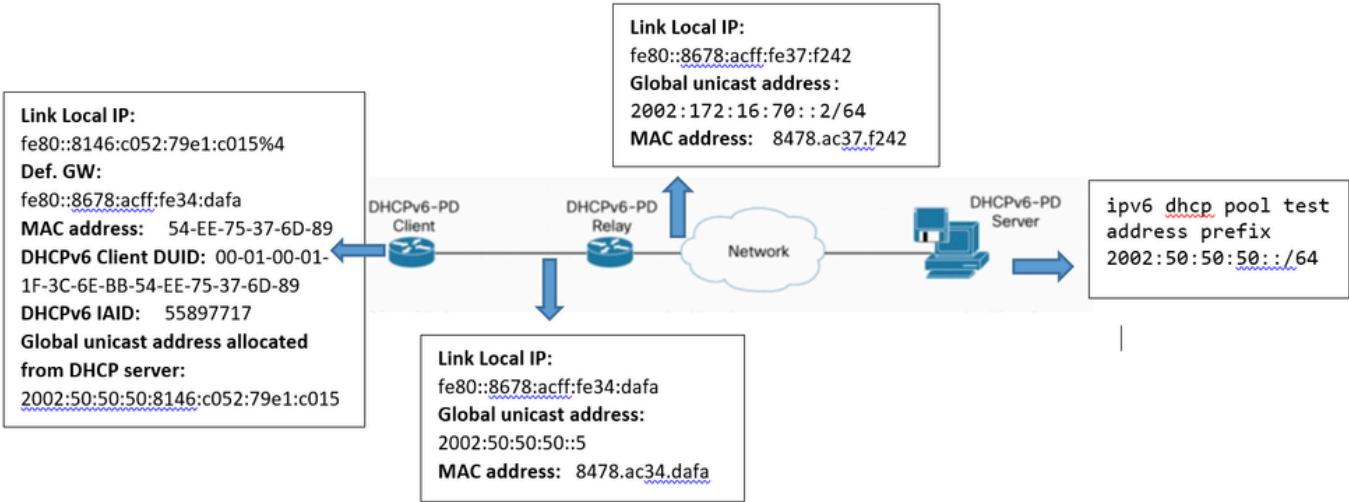 Link Local IP:
fe80::8678:acff:fe37:f242
Global unicast address:
2002:172:16:70::2/64
MAC address: 8478.ac37.f242
Link Local IP:
fe80::8146:c052:79e1:c015%4
Def. GW:
fe80::8678:acff:fe34:dafa
MAC address: 54-EE-75-37-6D-89
DHCPv6 Client DUID: 00-01-00-01-
1F-3C-6E-BB-54-EE-75-37-6D-89
DHCPv6 IAID: 55897717
Global unicast address allocated
from DHCP server:
2002:50:50:50:8146:c052:79e1:c015
DHCPv6-PD
Client
DHCPv6-PD
Relay
Network
DHCPv6-PD
Server
ipv6 dhcp pool test
address prefix
2002:50:50:50::/64
Link Local IP:
fe80::8678:acff:fe34:dafa
Global unicast address:
2002:50:50:50::5
MAC address: 8478.ac34.dafa